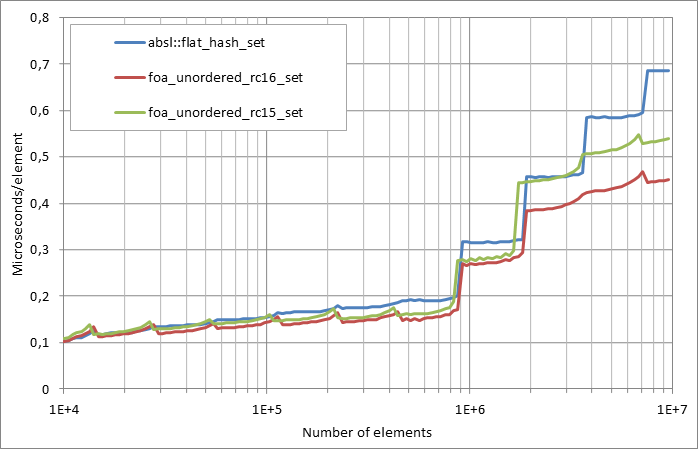 0,8
0,7
0,6
0,5
0,4
0,3
0,2
0,1
0
Microseconds/element
absl::flat_hash_set
foa_unordered_rc16_set
foa_unordered_rc15_set
1E+4 1E+5 1E+6 1E+7
Number of elements